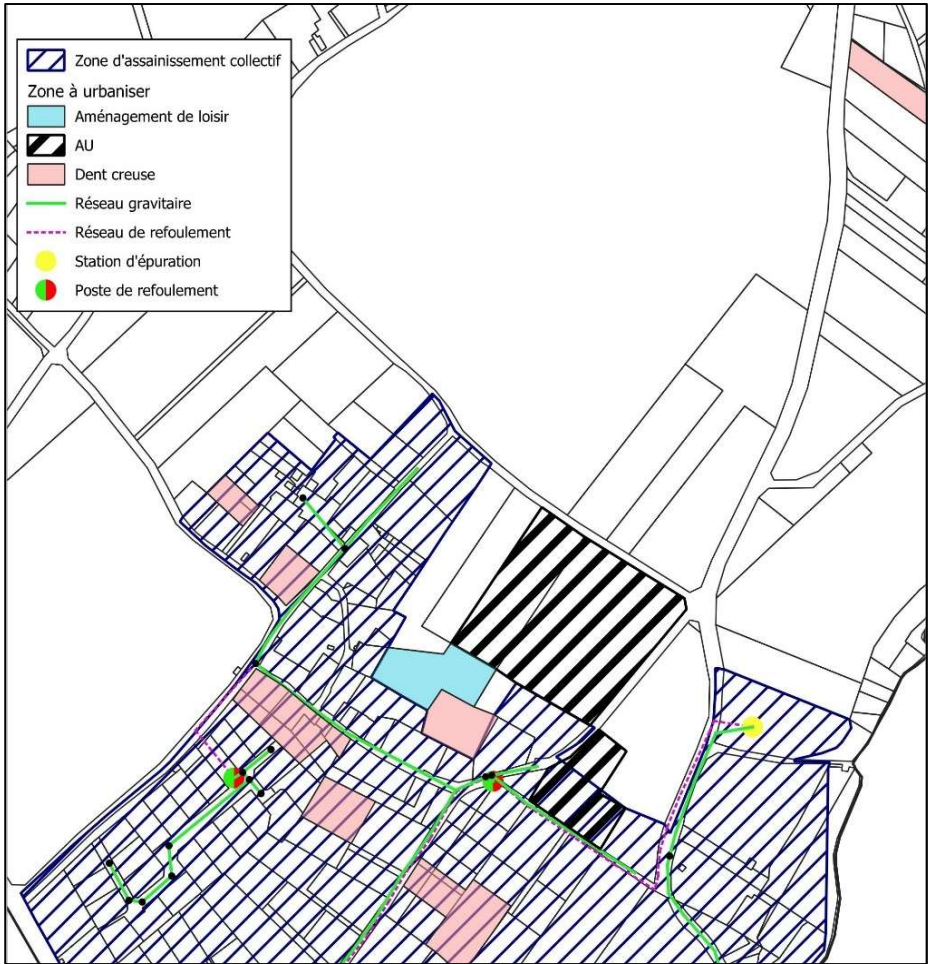 Zone d'assainissement collectif
Zone à urbaniser
Aménagement de loisir
AU
Dent creuse
Réseau gravitaire
Réseau de refoulement
Station d'épuration
Poste de refoulement